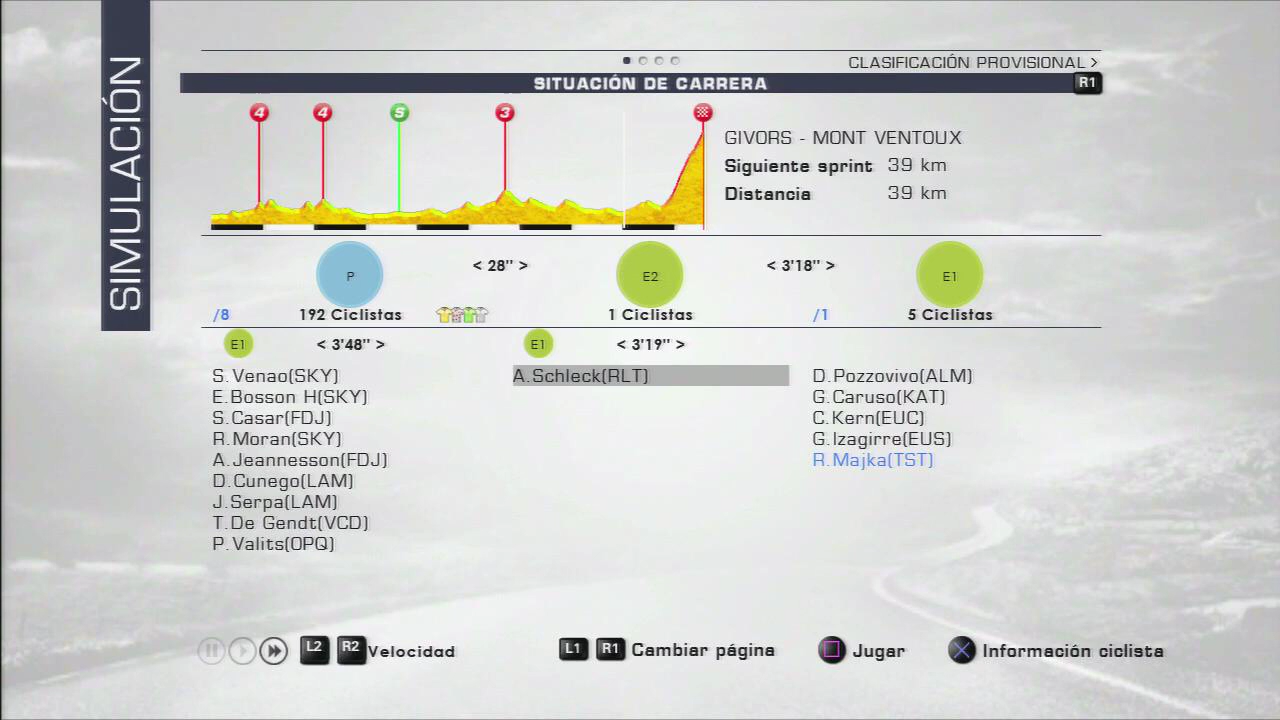 SIMULACIÓN
CLASIFICACIÓN PROVISIONAL >
SITUACIÓN DE CARRERA
R1
4 4 S 3
GIVORS - MONT VENTOUX
Siguiente sprint 39 km
Distancia 39 km
P < 28'' > E2 < 3'18'' > E1
/8 192 Ciclistas 1 Ciclistas /1 5 Ciclistas
E1 < 3'48'' > E1 < 3'19'' >
S.Venao(SKY) A.Schleck(RLT) D.Pozzovivo(ALM)
E.Bosson H(SKY) G.Caruso(KAT)
S.Casar(FDJ) C.Kern(EUC)
R.Moran(SKY) G.Izagirre(EUS)
A.Jeannesson(FDJ) R.Majka(TST)
D.Cunego(LAM)
J.Serpa(LAM)
T.De Gendt(VCD)
P.Valits(OPQ)
L2 R2 Velocidad L1 R1 Cambiar página Jugar Información ciclista